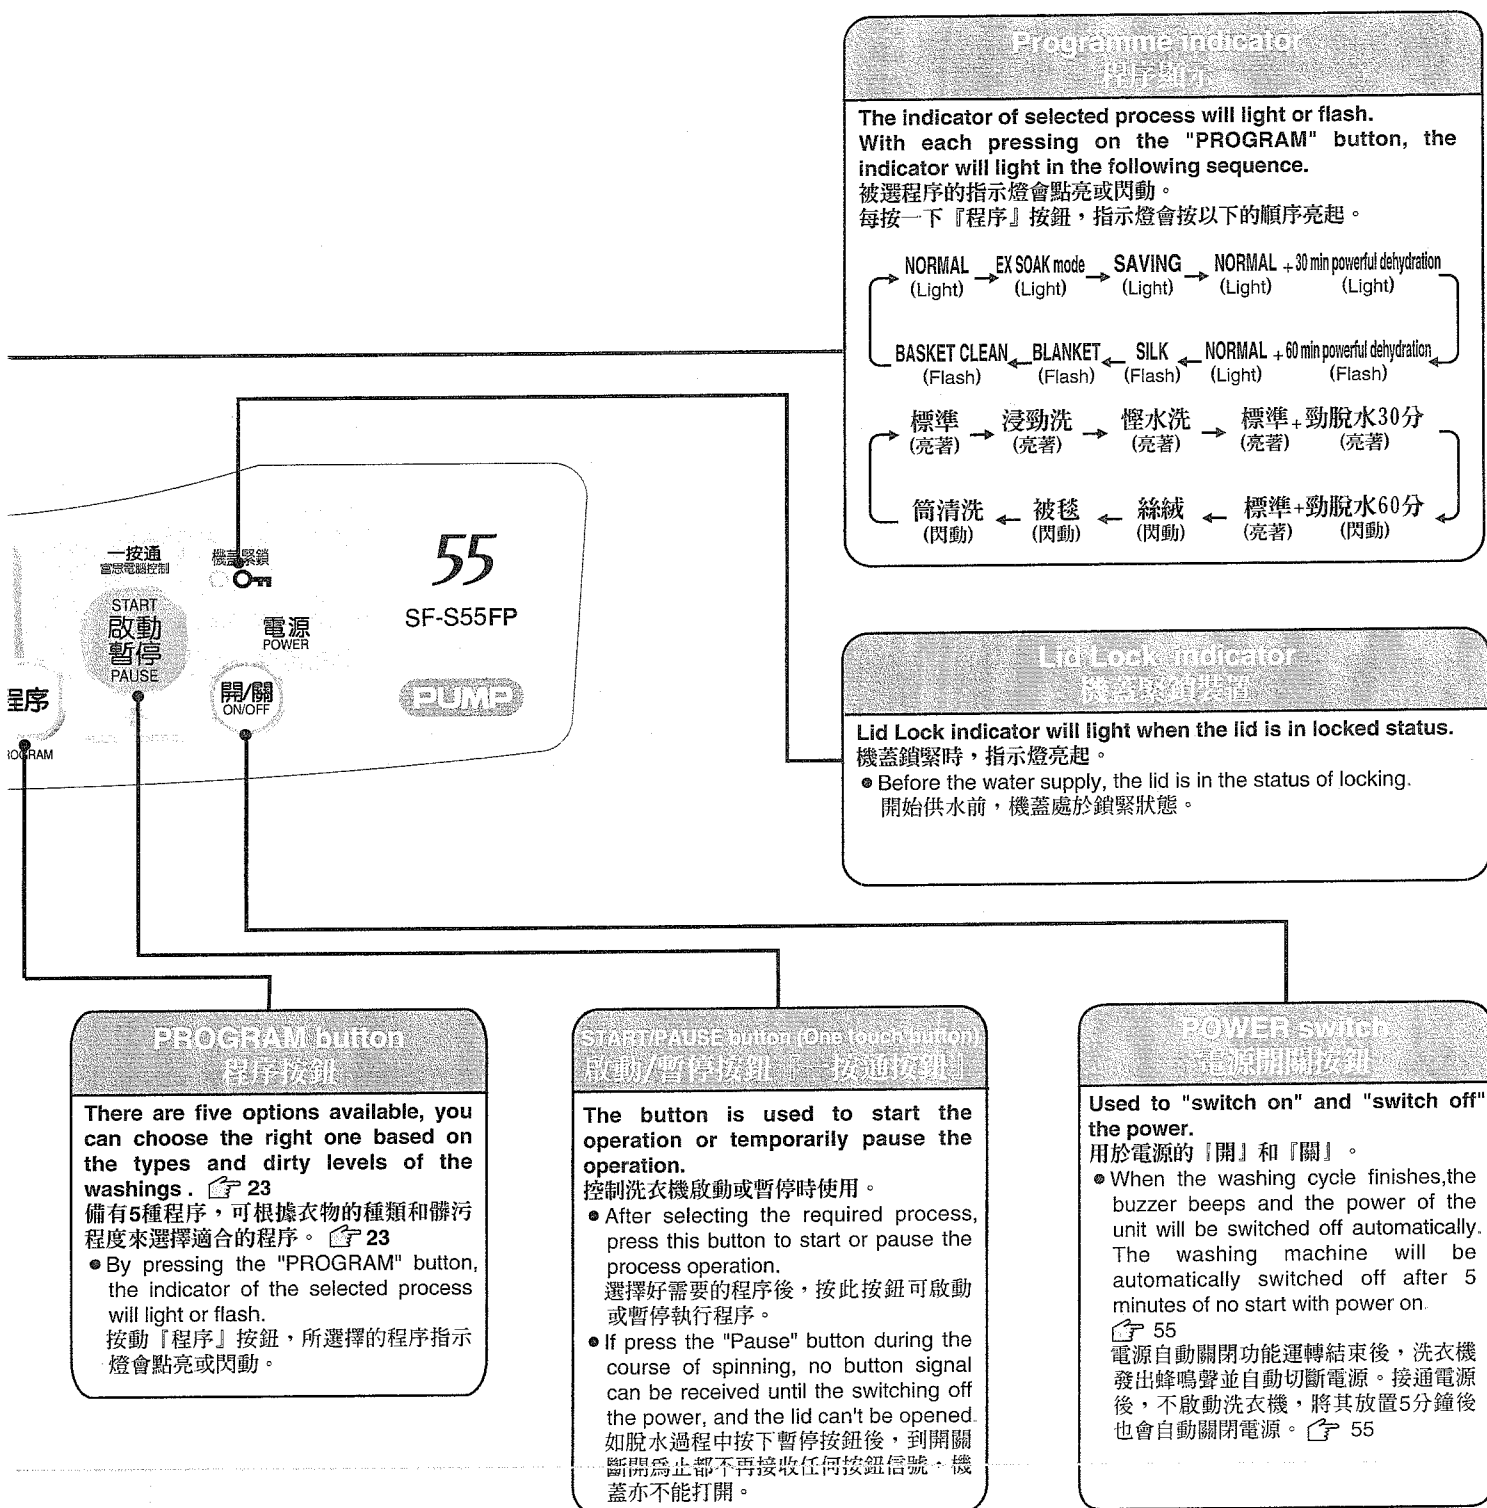 Programme indicator
程序顯示
The indicator of selected process will light or flash.
With each pressing on the "PROGRAM" button, the
indicator will light in the following sequence.
被選程序的指示燈會點亮或閃動。
每按一下『程序』按鈕，指示燈會按以下的順序亮起。
NORMAL → EX SOAK mode → SAVING → NORMAL + 30 min powerful dehydration
(Light) (Light) (Light) (Light) (Light)
BASKET CLEAN ← BLANKET ← SILK ← NORMAL + 60 min powerful dehydration
(Flash) (Flash) (Flash) (Light) (Flash)
標準 → 浸勁洗 → 慳水洗 → 標準+勁脫水30分
(亮著) (亮著) (亮著) (亮著) (亮著)
筒清洗 ← 被毯 ← 絲絨 ← 標準+勁脫水60分
(閃動) (閃動) (閃動) (亮著) (閃動)
一按通
富思電腦控制
機蓋緊鎖
START
啟動
暫停
PAUSE
電源
POWER
開/關
ON/OFF
55
SF-S55FP
PUMP
程序
ROGRAM
Lid Lock indicator
機蓋緊鎖裝置
Lid Lock indicator will light when the lid is in locked status.
機蓋鎖緊時，指示燈亮起。
● Before the water supply, the lid is in the status of locking.
開始供水前，機蓋處於鎖緊狀態。
PROGRAM button
程序按鈕
There are five options available, you
can choose the right one based on
the types and dirty levels of the
washings. ☞ 23
備有5種程序，可根據衣物的種類和髒污
程度來選擇適合的程序。 ☞ 23
● By pressing the "PROGRAM" button,
the indicator of the selected process
will light or flash.
按動『程序』按鈕，所選擇的程序指示
燈會點亮或閃動。
START/PAUSE button (One touch button)
啟動/暫停按鈕『一按通按鈕』
The button is used to start the
operation or temporarily pause the
operation.
控制洗衣機啟動或暫停時使用。
● After selecting the required process,
press this button to start or pause the
process operation.
選擇好需要的程序後，按此按鈕可啟動
或暫停執行程序。
● If press the "Pause" button during the
course of spinning, no button signal
can be received until the switching off
the power, and the lid can't be opened.
如脫水過程中按下暫停按鈕後，到開關
斷開爲止都不再接收任何按鈕信號，機
蓋亦不能打開。
POWER switch
電源開關按鈕
Used to "switch on" and "switch off"
the power.
用於電源的『開』和『關』。
● When the washing cycle finishes,the
buzzer beeps and the power of the
unit will be switched off automatically.
The washing machine will be
automatically switched off after 5
minutes of no start with power on.
☞ 55
電源自動關閉功能運轉結束後，洗衣機
發出蜂鳴聲並自動切斷電源。接通電源
後，不啟動洗衣機，將其放置5分鐘後
也會自動關閉電源。 ☞ 55